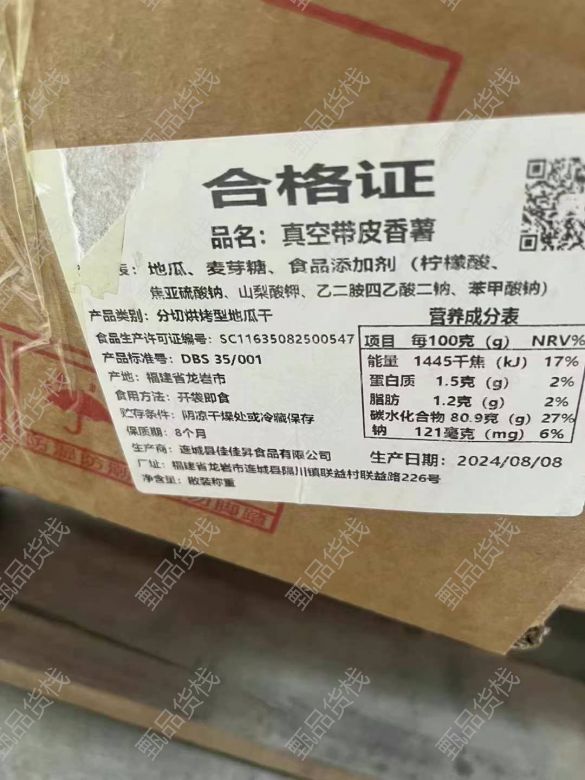 合格证
品名：真空带皮香薯
表：地瓜、麦芽糖、食品添加剂（柠檬酸、
焦亚硫酸钠、山梨酸钾、乙二胺四乙酸二钠、苯甲酸钠）
产品类别：分切烘烤型地瓜干
食品生产许可证编号：SC11635082500547
产品标准号：DBS 35/001
产地：福建省龙岩市
食用方法：开袋即食
贮存条件：阴凉干燥处或冷藏保存
保质期：8个月
生产商：连城县佳佳昇食品有限公司
厂址：福建省龙岩市连城县隔川镇联益村联益路226号
净含量：散装称重
营养成分表
项目 每100克（g） NRV%
能量 1445千焦（kJ） 17%
蛋白质 1.5克（g） 2%
脂肪 1.2克（g） 2%
碳水化合物 80.9克（g） 27%
钠 121毫克（mg） 6%
生产日期：2024/08/08
甄品货栈